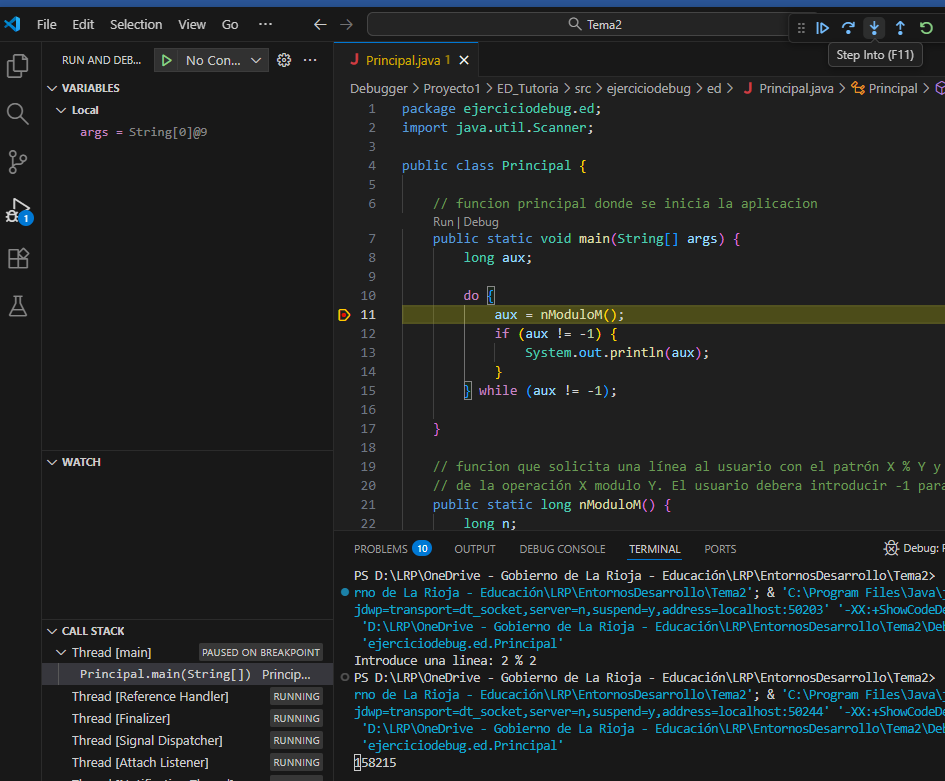 File Edit Selection View Go ··· Tema2
Step Into (F11)
RUN AND DEB... No Con... ···
VARIABLES
Local
args = String[0]@9
WATCH
CALL STACK
Thread [main] PAUSED ON BREAKPOINT
Principal.main(String[]) Princip...
Thread [Reference Handler] RUNNING
Thread [Finalizer] RUNNING
Thread [Signal Dispatcher] RUNNING
Thread [Attach Listener] RUNNING
1
J Principal.java 1
Debugger > Proyecto1 > ED_Tutoria > src > ejerciciodebug > ed > J Principal.java > Principal >
1 package ejerciciodebug.ed;
2 import java.util.Scanner;
3
4 public class Principal {
5
6 // funcion principal donde se inicia la aplicacion
Run | Debug
7 public static void main(String[] args) {
8 long aux;
9
10 do {
11 aux = nModuloM();
12 if (aux != -1) {
13 System.out.println(aux);
14 }
15 } while (aux != -1);
16
17 }
18
19 // funcion que solicita una línea al usuario con el patrón X % Y y
20 // de la operación X modulo Y. El usuario debera introducir -1 para
21 public static long nModuloM() {
22 long n;
PROBLEMS 10 OUTPUT DEBUG CONSOLE TERMINAL PORTS Debug:
PS D:\LRP\OneDrive - Gobierno de La Rioja - Educación\LRP\EntornosDesarrollo\Tema2>
rno de La Rioja - Educación\LRP\EntornosDesarrollo\Tema2'; & 'C:\Program Files\Java\j
jdwp=transport=dt_socket,server=n,suspend=y,address=localhost:50203' '-XX:+ShowCodeDe
'D:\LRP\OneDrive - Gobierno de La Rioja - Educación\LRP\EntornosDesarrollo\Tema2\Deb
'ejerciciodebug.ed.Principal'
Introduce una linea: 2 % 2
PS D:\LRP\OneDrive - Gobierno de La Rioja - Educación\LRP\EntornosDesarrollo\Tema2>
rno de La Rioja - Educación\LRP\EntornosDesarrollo\Tema2'; & 'C:\Program Files\Java\j
jdwp=transport=dt_socket,server=n,suspend=y,address=localhost:50244' '-XX:+ShowCodeDe
'D:\LRP\OneDrive - Gobierno de La Rioja - Educación\LRP\EntornosDesarrollo\Tema2\Deb
'ejerciciodebug.ed.Principal'
158215